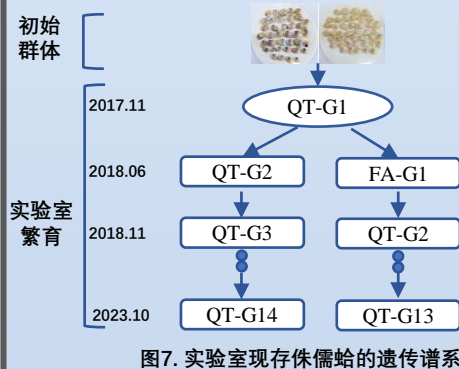 初始
群体
2017.11
QT-G1
2018.06
QT-G2
FA-G1
实验室
繁育
2018.11
QT-G3
QT-G2
2023.10
QT-G14
QT-G13
图7. 实验室现存侏儒蛤的遗传谱系